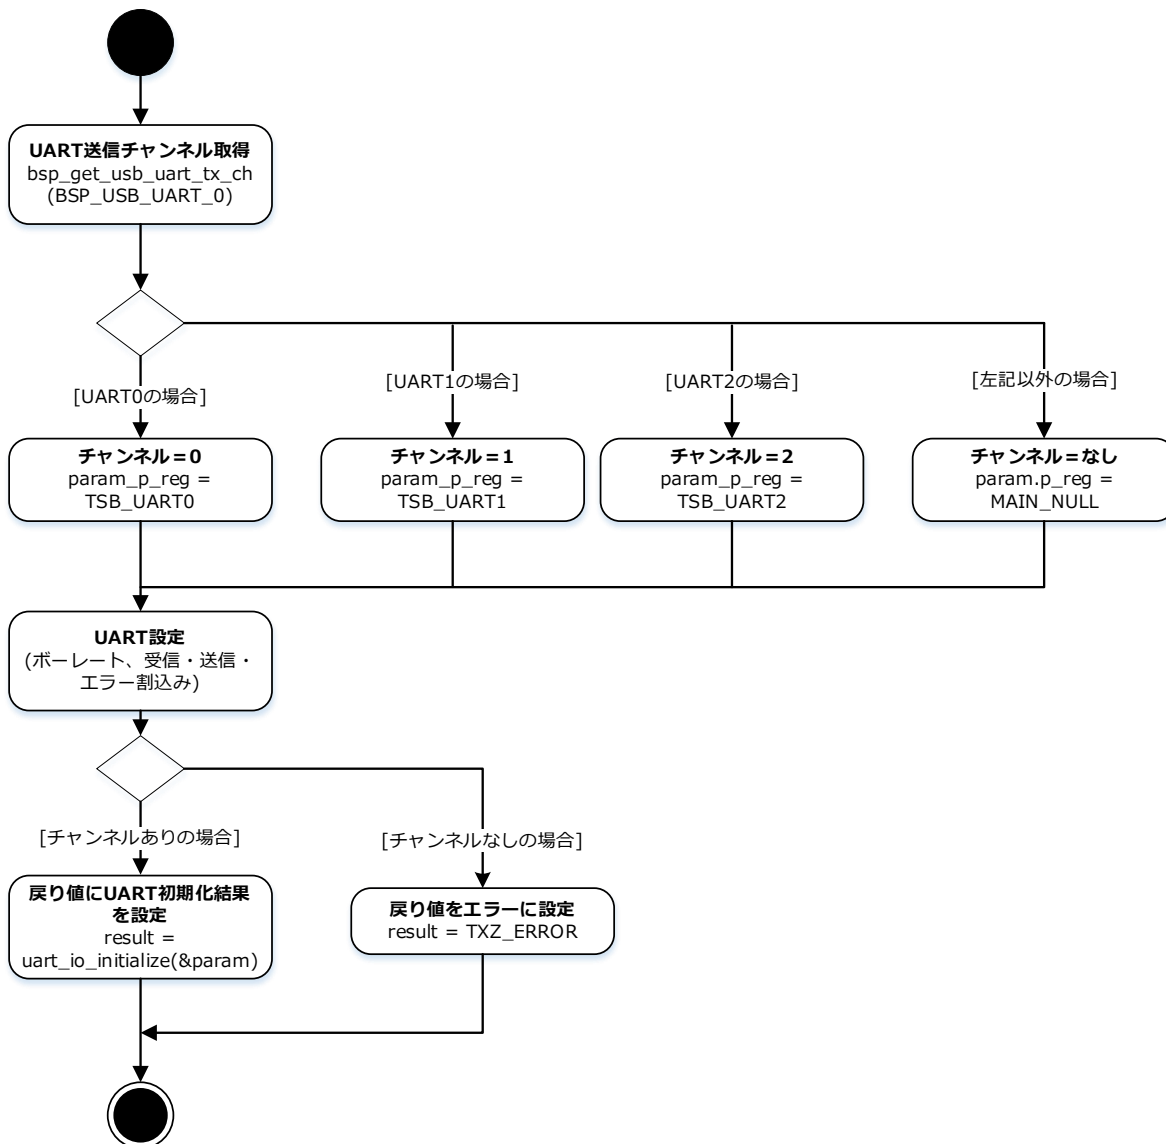 UART送信チャンネル取得
bsp_get_usb_uart_tx_ch
(BSP_USB_UART_0)
[UART0の場合]
[UART1の場合]
[UART2の場合]
[左記以外の場合]
チャンネル=0
param_p_reg =
TSB_UART0
チャンネル=1
param_p_reg =
TSB_UART1
チャンネル=2
param_p_reg =
TSB_UART2
チャンネル=なし
param.p_reg =
MAIN_NULL
UART設定
(ボーレート、受信・送信・
エラー割込み)
[チャンネルありの場合]
[チャンネルなしの場合]
戻り値にUART初期化結果
を設定
result =
uart_io_initialize(&param)
戻り値をエラーに設定
result = TXZ_ERROR